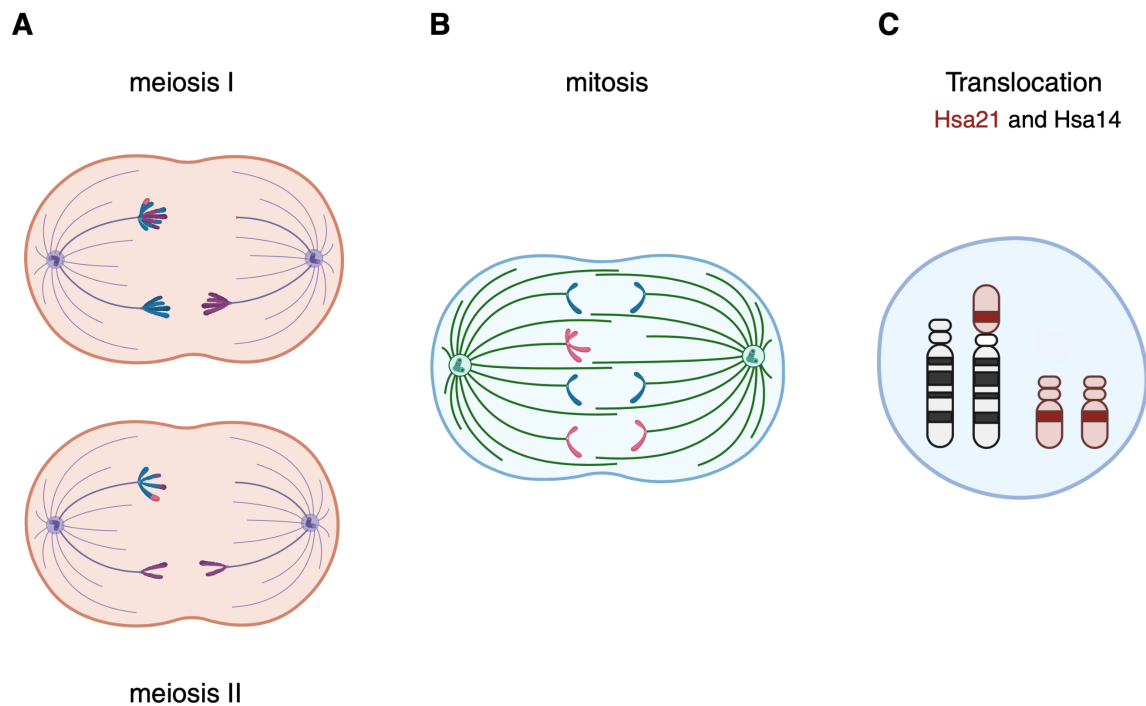 A
B
C
meiosis I
mitosis
Translocation
Hsa21 and Hsa14
meiosis II